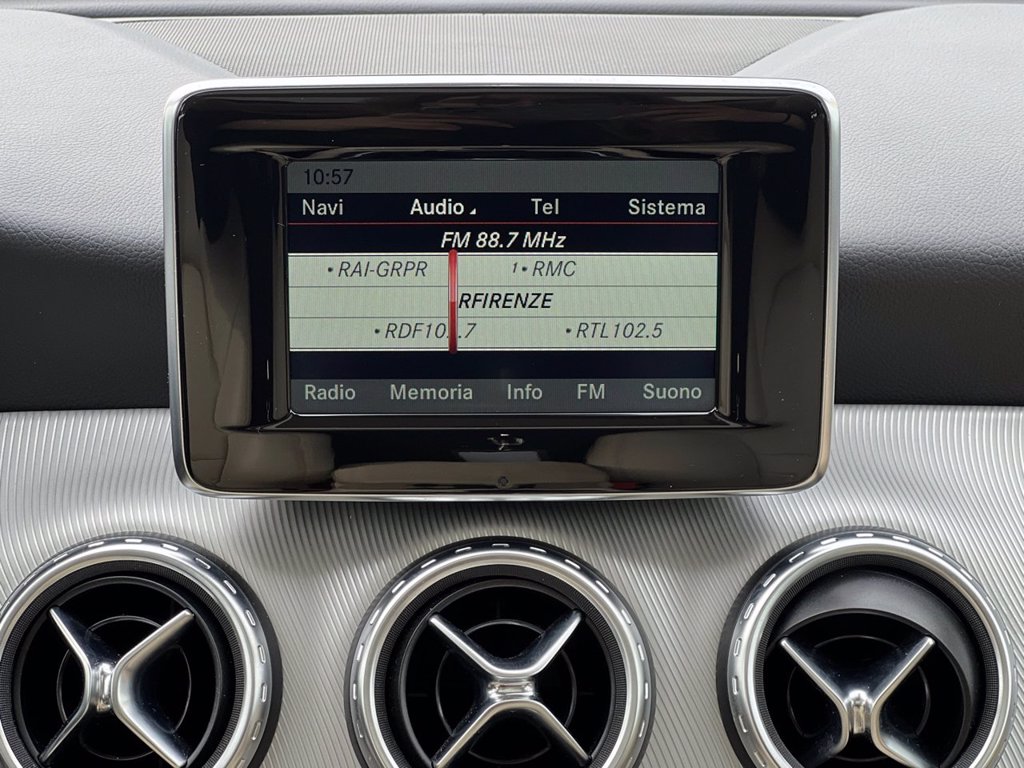 10:57
Navi Audio Tel Sistema
FM 88.7 MHz
•RAI-GRPR 1•RMC
RFIRENZE
•RTL102.5
Radio Memoria Info FM Suono